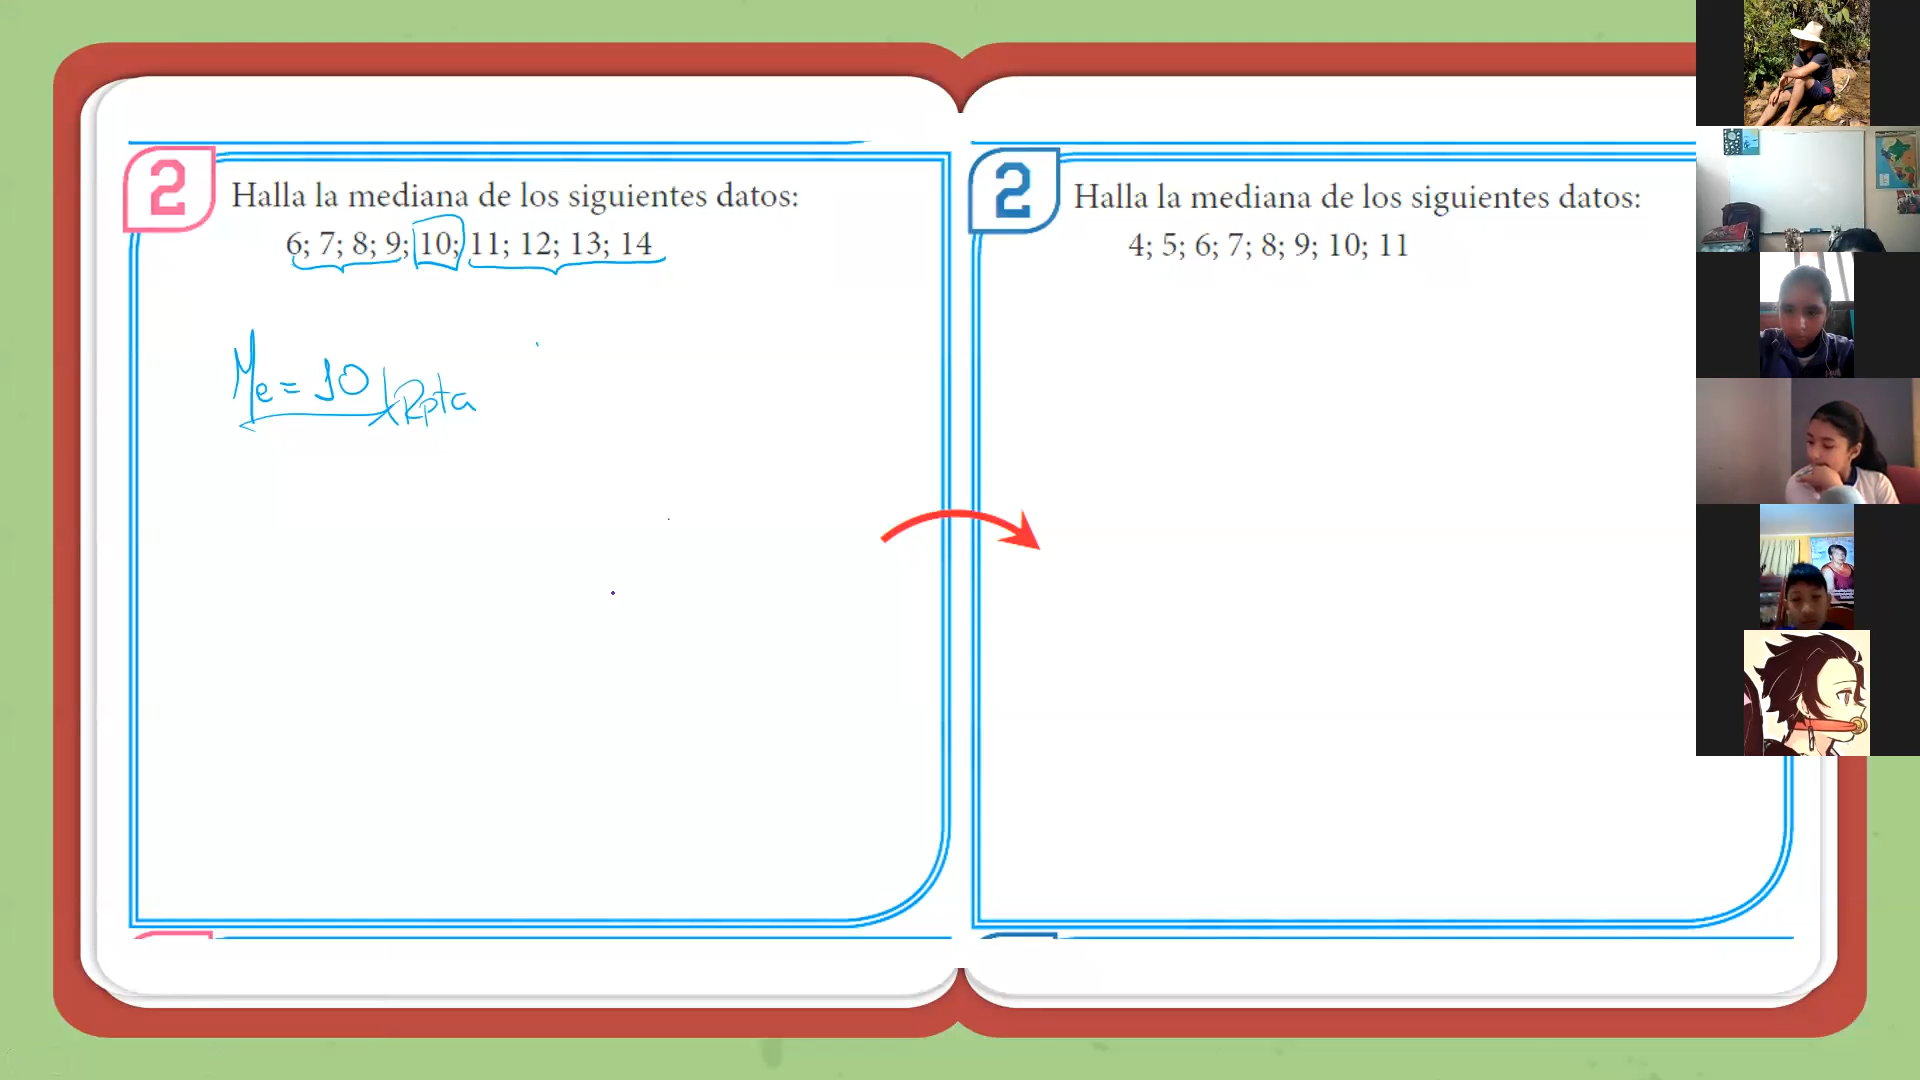 2
Halla la mediana de los siguientes datos:
6; 7; 8; 9; 10; 11; 12; 13; 14
Me = 10 Rpta
2
Halla la mediana de los siguientes datos:
4; 5; 6; 7; 8; 9; 10; 11